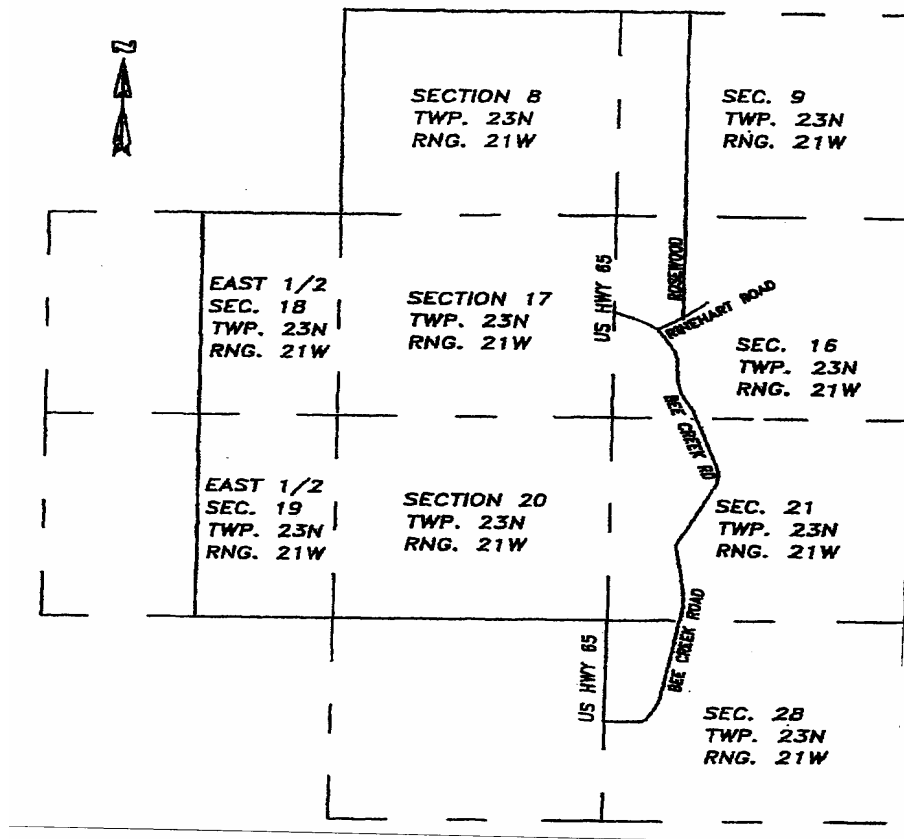 N
SECTION 8
TWP. 23N
RNG. 21W
SEC. 9
TWP. 23N
RNG. 21W
EAST 1/2
SEC. 18
TWP. 23N
RNG. 21W
SECTION 17
TWP. 23N
RNG. 21W
US HWY 65
ROSEWOOD
RINEHART ROAD
SEC. 16
TWP. 23N
RNG. 21W
BEE CREEK RD
EAST 1/2
SEC. 19
TWP. 23N
RNG. 21W
SECTION 20
TWP. 23N
RNG. 21W
SEC. 21
TWP. 23N
RNG. 21W
BEE CREEK ROAD
US HWY 65
SEC. 28
TWP. 23N
RNG. 21W